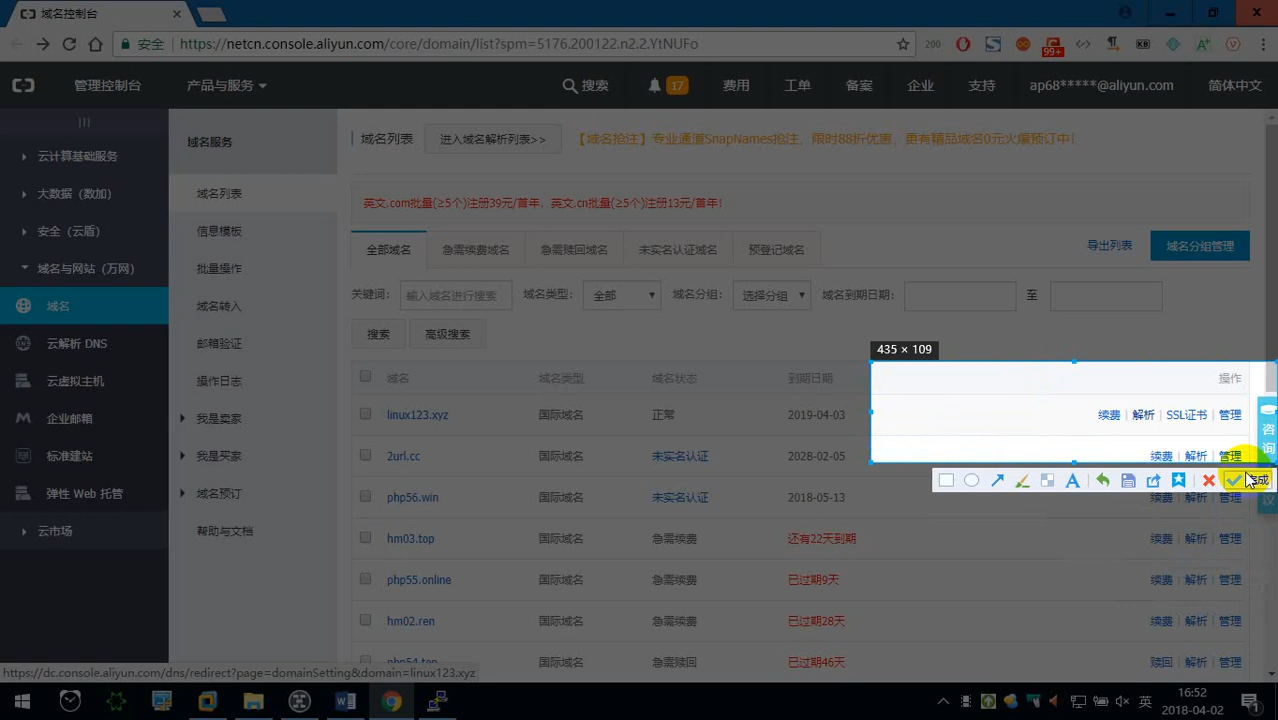 域名控制台
安全 https://netcn.console.aliyun.com/core/domain/list?spm=5176.200122.n2.2.YtNUFo
200
99+
KB
管理控制台 产品与服务 搜索 17 费用 工单 备案 企业 支持 ap68*****@aliyun.com 简体中文
云计算基础服务
大数据（数加）
安全（云盾）
域名与网站（万网）
域名
云解析 DNS
云虚拟主机
企业邮箱
标准建站
弹性 Web 托管
云市场
域名服务
域名列表
信息模板
批量操作
域名转入
邮箱验证
操作日志
我是卖家
我是买家
域名预订
帮助与文档
域名列表 进入域名解析列表>> 【域名抢注】专业通道SnapNames抢注，限时88折优惠，更有精品域名0元火爆预订中!
英文.com批量(≥5个)注册39元/首年，英文.cn批量(≥5个)注册13元/首年！
全部域名 急需续费域名 急需赎回域名 未实名认证域名 预登记域名 导出列表 域名分组管理
关键词: 输入域名进行搜索 域名类型: 全部 域名分组: 选择分组 域名到期日期: 至
搜索 高级搜索
435 × 109
域名 域名类型 域名状态 到期日期 操作
linux123.xyz 国际域名 正常 2019-04-03 续费 解析 SSL证书 管理
2url.cc 国际域名 未实名认证 2028-02-05 续费 解析 管理
php56.win 国际域名 未实名认证 2018-05-13 续费 解析 管理
hm03.top 国际域名 急需续费 还有22天到期 续费 解析 管理
php55.online 国际域名 急需续费 已过期9天 续费 解析 管理
hm02.ren 国际域名 急需续费 已过期28天 续费 解析 管理
php54.top 国际域名 急需赎回 已过期46天 赎回 解析 管理
咨询
议
A
完成
https://dc.console.aliyun.com/dns/redirect?page=domainSetting&domain=linux123.xyz
英
16:52
2018-04-02
1